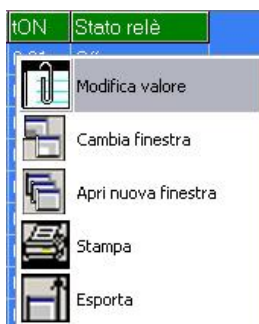 tON Stato relè
Modifica valore
Cambia finestra
Apri nuova finestra
Stampa
Esporta